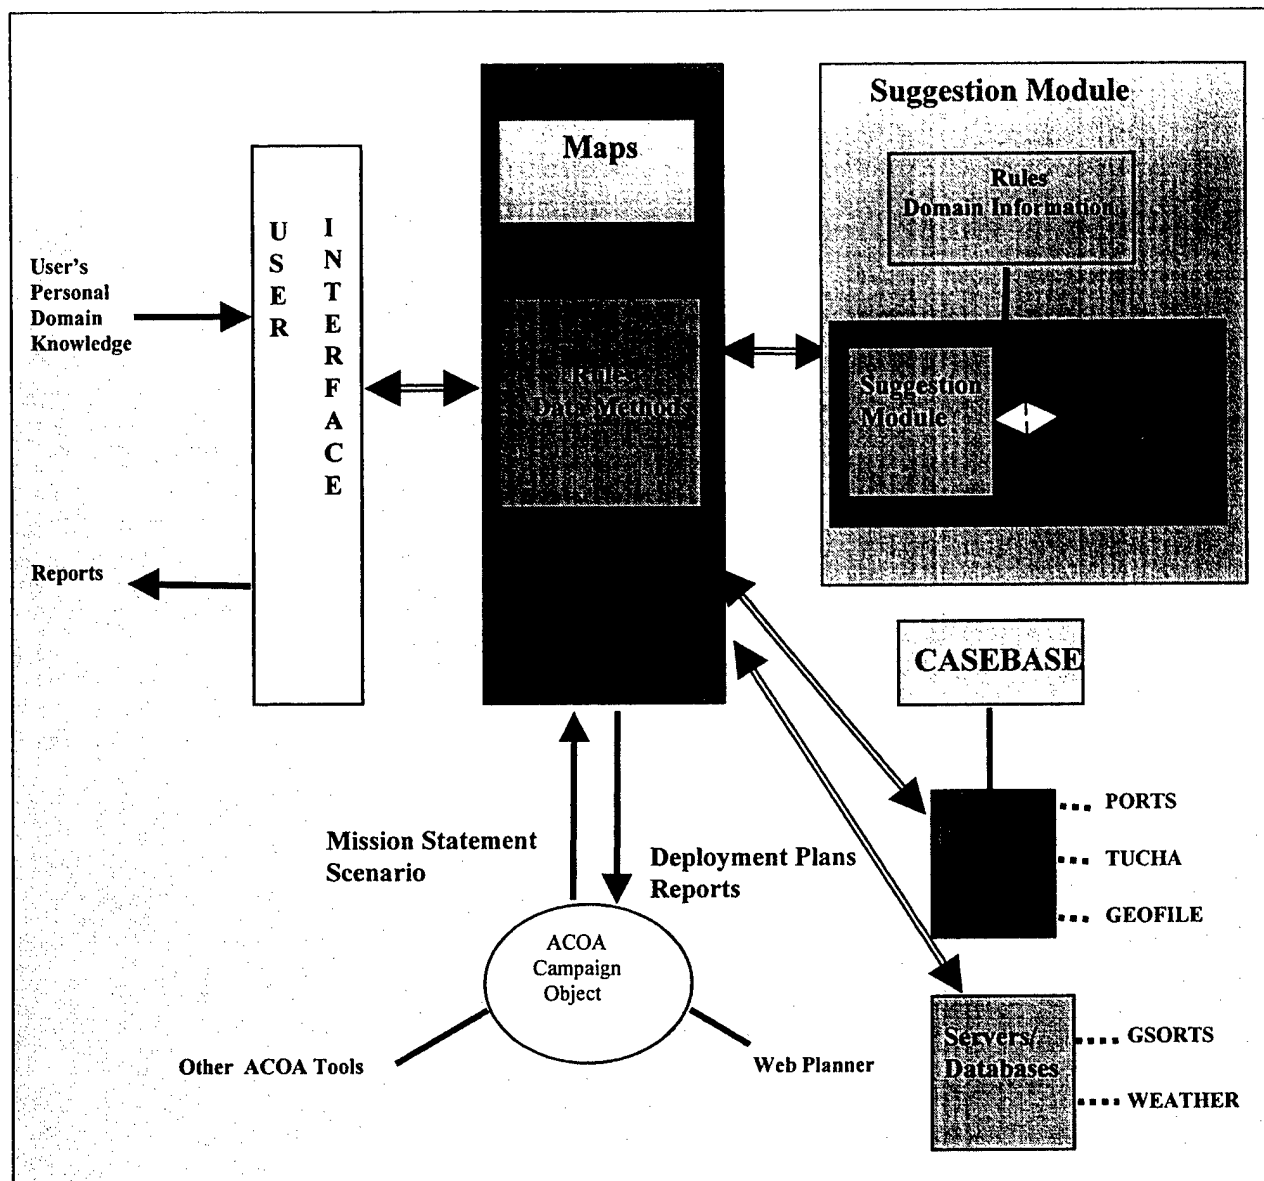 Suggestion Module
Maps
Rules
Domain Information
USER
INTERFACE
User's
Personal
Domain
Knowledge
Rules
Data Methods
Suggestion
Module
Reports
CASEBASE
PORTS
TUCHA
GEOFILE
Mission Statement
Scenario
Deployment Plans
Reports
ACOA
Campaign
Object
Other ACOA Tools
Web Planner
Servers/
Databases
GSORTS
WEATHER